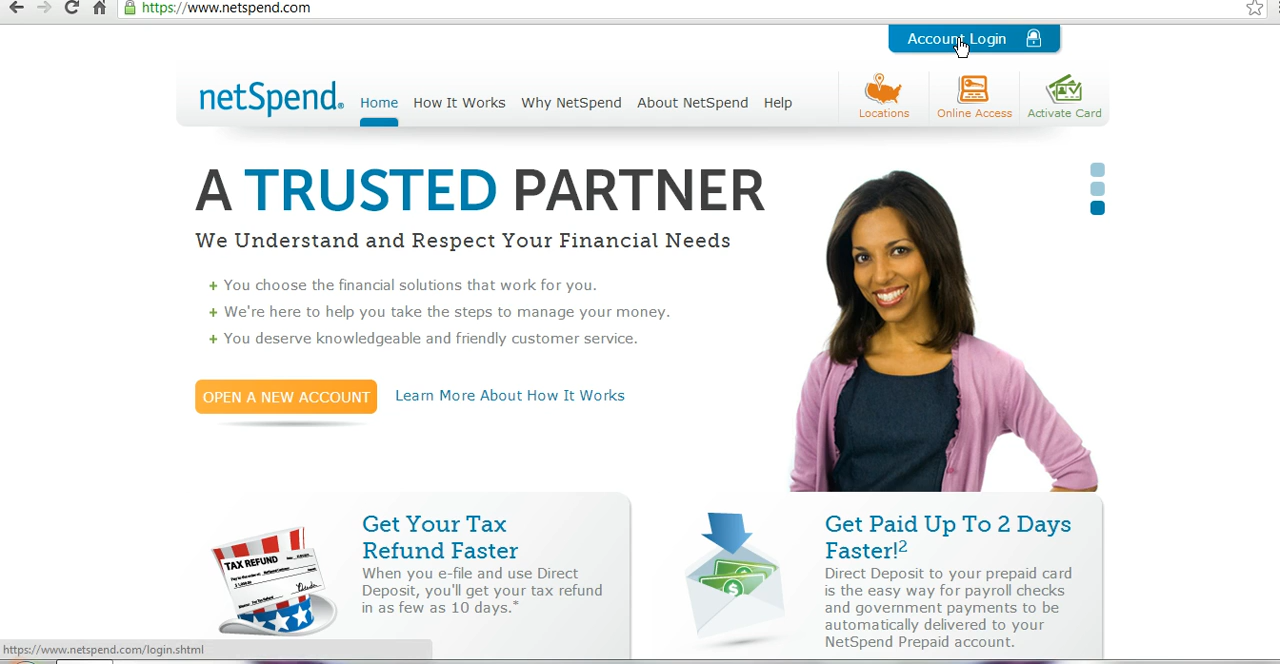 https://www.netspend.com
Account Login
netSpend®
Home
How It Works
Why NetSpend
About NetSpend
Help
Locations
Online Access
Activate Card
A TRUSTED PARTNER
We Understand and Respect Your Financial Needs
+ You choose the financial solutions that work for you.
+ We're here to help you take the steps to manage your money.
+ You deserve knowledgeable and friendly customer service.
OPEN A NEW ACCOUNT
Learn More About How It Works
TAX REFUND
Get Your Tax
Refund Faster
When you e-file and use Direct
Deposit, you'll get your tax refund
in as few as 10 days.*
Get Paid Up To 2 Days
Faster!2
Direct Deposit to your prepaid card
is the easy way for payroll checks
and government payments to be
automatically delivered to your
NetSpend Prepaid account.
https://www.netspend.com/login.shtml